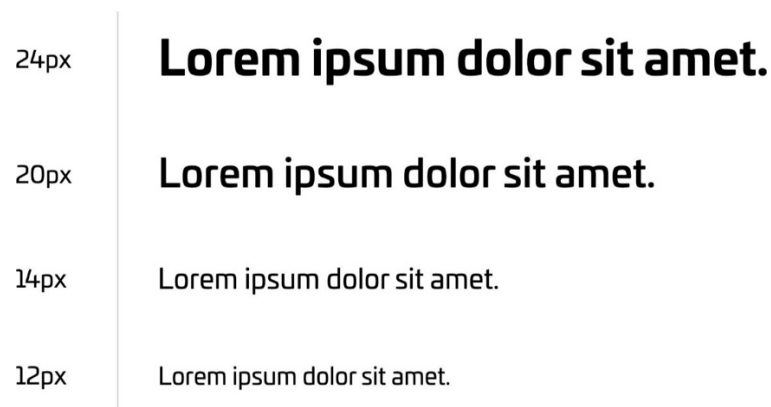 24px Lorem ipsum dolor sit amet.
20px Lorem ipsum dolor sit amet.
14px Lorem ipsum dolor sit amet.
12px Lorem ipsum dolor sit amet.